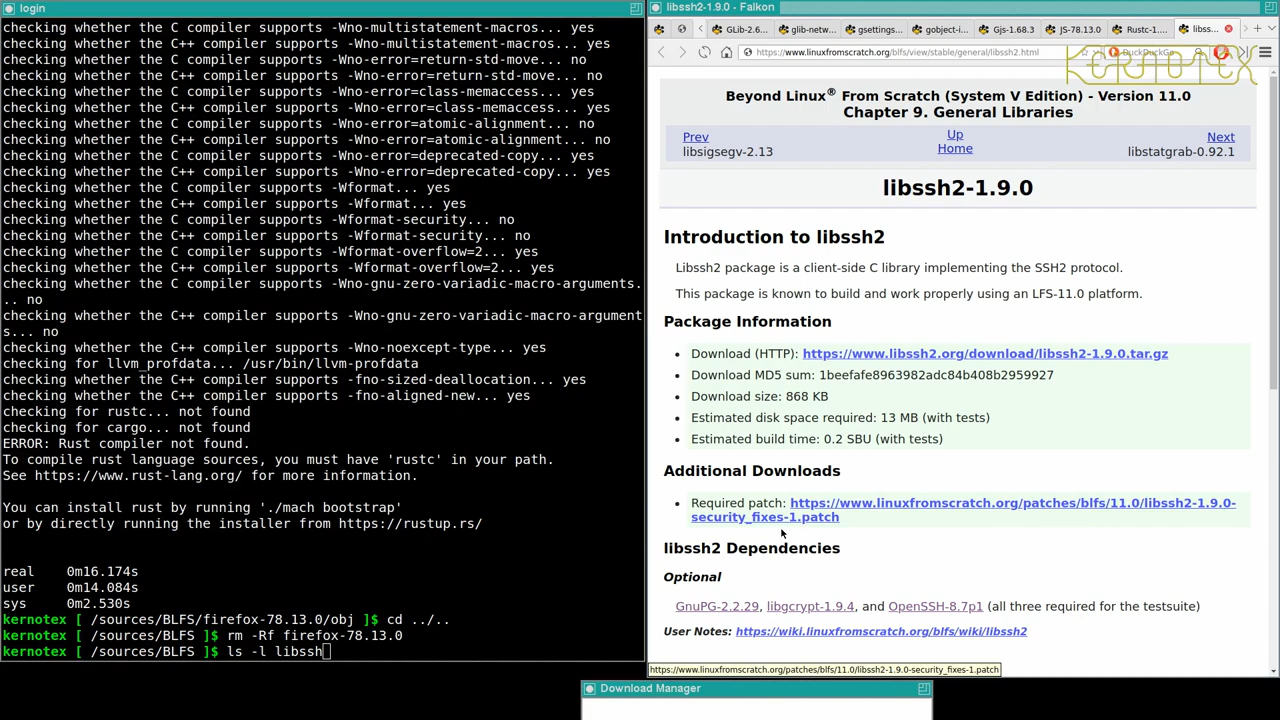 login
checking whether the C compiler supports -Wno-multistatement-macros... yes
checking whether the C++ compiler supports -Wno-multistatement-macros... yes
checking whether the C compiler supports -Wno-error=return-std-move... no
checking whether the C++ compiler supports -Wno-error=return-std-move... no
checking whether the C compiler supports -Wno-error=class-memaccess... yes
checking whether the C++ compiler supports -Wno-error=class-memaccess... yes
checking whether the C compiler supports -Wno-error=atomic-alignment... no
checking whether the C++ compiler supports -Wno-error=atomic-alignment... no
checking whether the C compiler supports -Wno-error=deprecated-copy... yes
checking whether the C++ compiler supports -Wno-error=deprecated-copy... yes
checking whether the C compiler supports -Wformat... yes
checking whether the C++ compiler supports -Wformat... yes
checking whether the C compiler supports -Wformat-security... no
checking whether the C++ compiler supports -Wformat-security... no
checking whether the C compiler supports -Wformat-overflow=2... yes
checking whether the C++ compiler supports -Wformat-overflow=2... yes
checking whether the C compiler supports -Wno-gnu-zero-variadic-macro-arguments.
.. no
checking whether the C++ compiler supports -Wno-gnu-zero-variadic-macro-argument
s... no
checking whether the C++ compiler supports -Wno-noexcept-type... yes
checking for llvm_profdata... /usr/bin/llvm-profdata
checking whether the C++ compiler supports -fno-sized-deallocation... yes
checking whether the C++ compiler supports -fno-aligned-new... yes
checking for rustc... not found
checking for cargo... not found
ERROR: Rust compiler not found.
To compile rust language sources, you must have 'rustc' in your path.
See https://www.rust-lang.org/ for more information.
You can install rust by running './mach bootstrap'
or by directly running the installer from https://rustup.rs/
real 0m16.174s
user 0m14.084s
sys 0m2.530s
kernotex [ /sources/BLFS/firefox-78.13.0/obj ]$ cd ../..
kernotex [ /sources/BLFS ]$ rm -Rf firefox-78.13.0
kernotex [ /sources/BLFS ]$ ls -l libssh
libssh2-1.9.0 - Falkon
GLib-2.6... glib-netw... gsettings... gobject-i... Gjs-1.68.3 JS-78.13.0 Rustc-1.... libss...
https://www.linuxfromscratch.org/blfs/view/stable/general/libssh2.html DuckDuckGo
KERNOTEX
Beyond Linux® From Scratch (System V Edition) - Version 11.0
Chapter 9. General Libraries
Prev Up Next
libsigsegv-2.13 Home libstatgrab-0.92.1
libssh2-1.9.0
Introduction to libssh2
Libssh2 package is a client-side C library implementing the SSH2 protocol.
This package is known to build and work properly using an LFS-11.0 platform.
Package Information
• Download (HTTP): https://www.libssh2.org/download/libssh2-1.9.0.tar.gz
• Download MD5 sum: 1beefafe8963982adc84b408b2959927
• Download size: 868 KB
• Estimated disk space required: 13 MB (with tests)
• Estimated build time: 0.2 SBU (with tests)
Additional Downloads
• Required patch: https://www.linuxfromscratch.org/patches/blfs/11.0/libssh2-1.9.0-
security_fixes-1.patch
libssh2 Dependencies
Optional
GnuPG-2.2.29, libgcrypt-1.9.4, and OpenSSH-8.7p1 (all three required for the testsuite)
User Notes: https://wiki.linuxfromscratch.org/blfs/wiki/libssh2
https://www.linuxfromscratch.org/patches/blfs/11.0/libssh2-1.9.0-security_fixes-1.patch
Download Manager